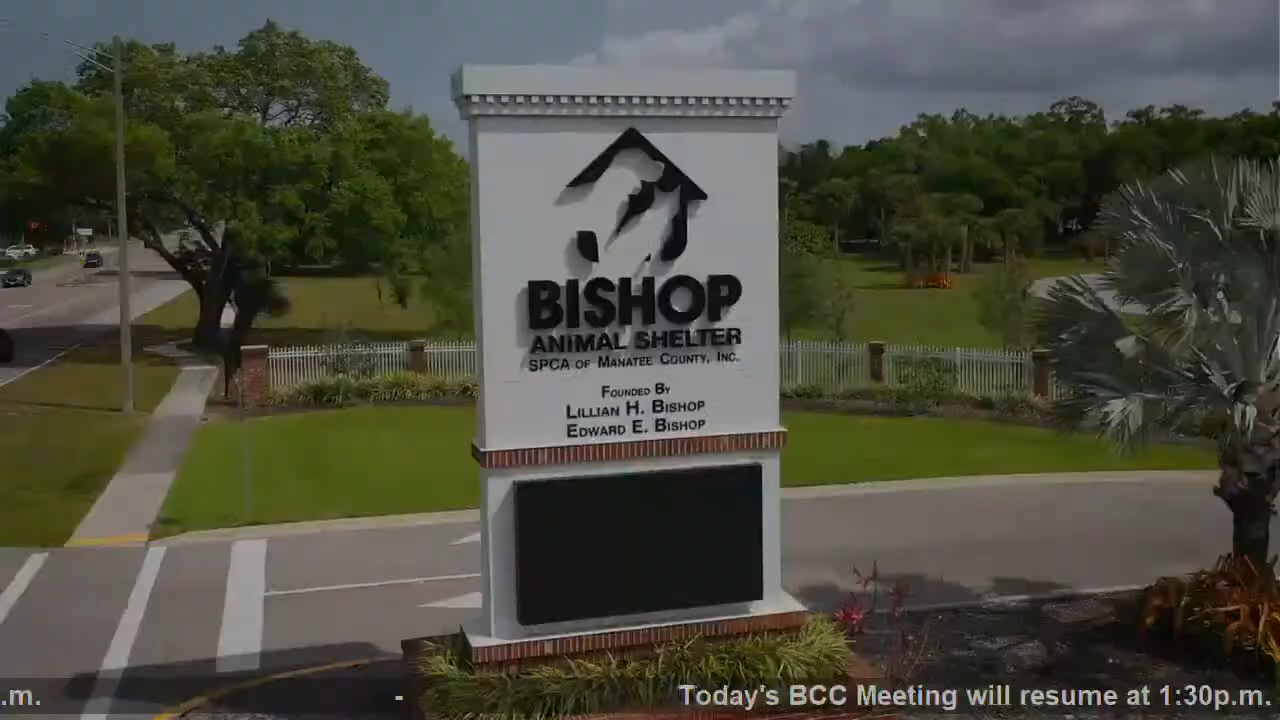 BISHOP
ANIMAL SHELTER
SPCA OF MANATEE COUNTY, INC.
FOUNDED BY
LILLIAN H. BISHOP
EDWARD E. BISHOP
.m. - Today's BCC Meeting will resume at 1:30p.m.